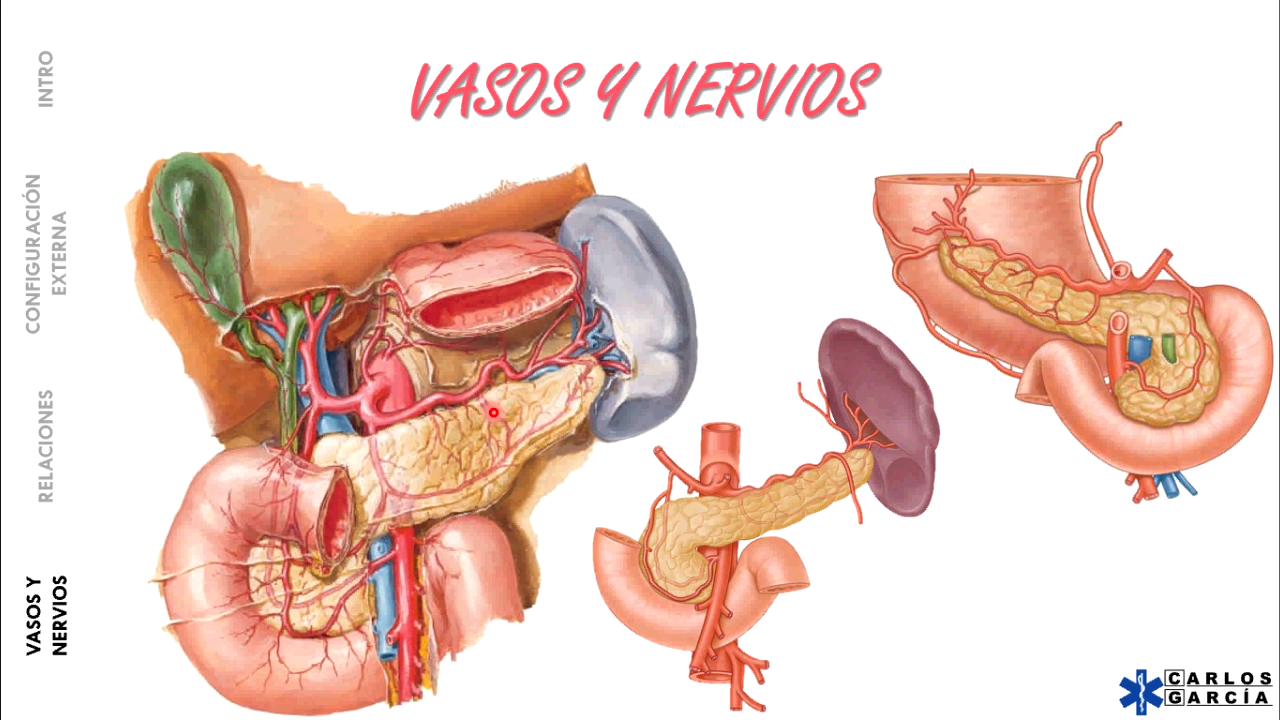 VASOS Y NERVIOS
INTRO
CONFIGURACIÓN
EXTERNA
RELACIONES
VASOS Y
NERVIOS
CARLOS
GARCÍA